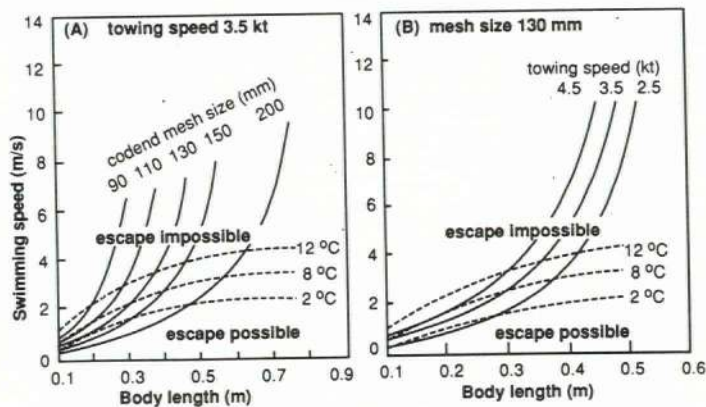 (A) towing speed 3.5 kt
14
12
10
8
6
4
2
0
Swimming speed (m/s)
codend mesh size (mm)
90 110 130 150 200
escape impossible
12 °C
8 °C
2 °C
escape possible
0.1 0.3 0.5 0.7 0.9
Body length (m)
(B) mesh size 130 mm
14
12
10
8
6
4
2
0
towing speed (kt)
4.5 3.5 2.5
escape impossible
12 °C
8 °C
2 °C
escape possible
0.1 0.2 0.3 0.4 0.5 0.6
Body length (m)